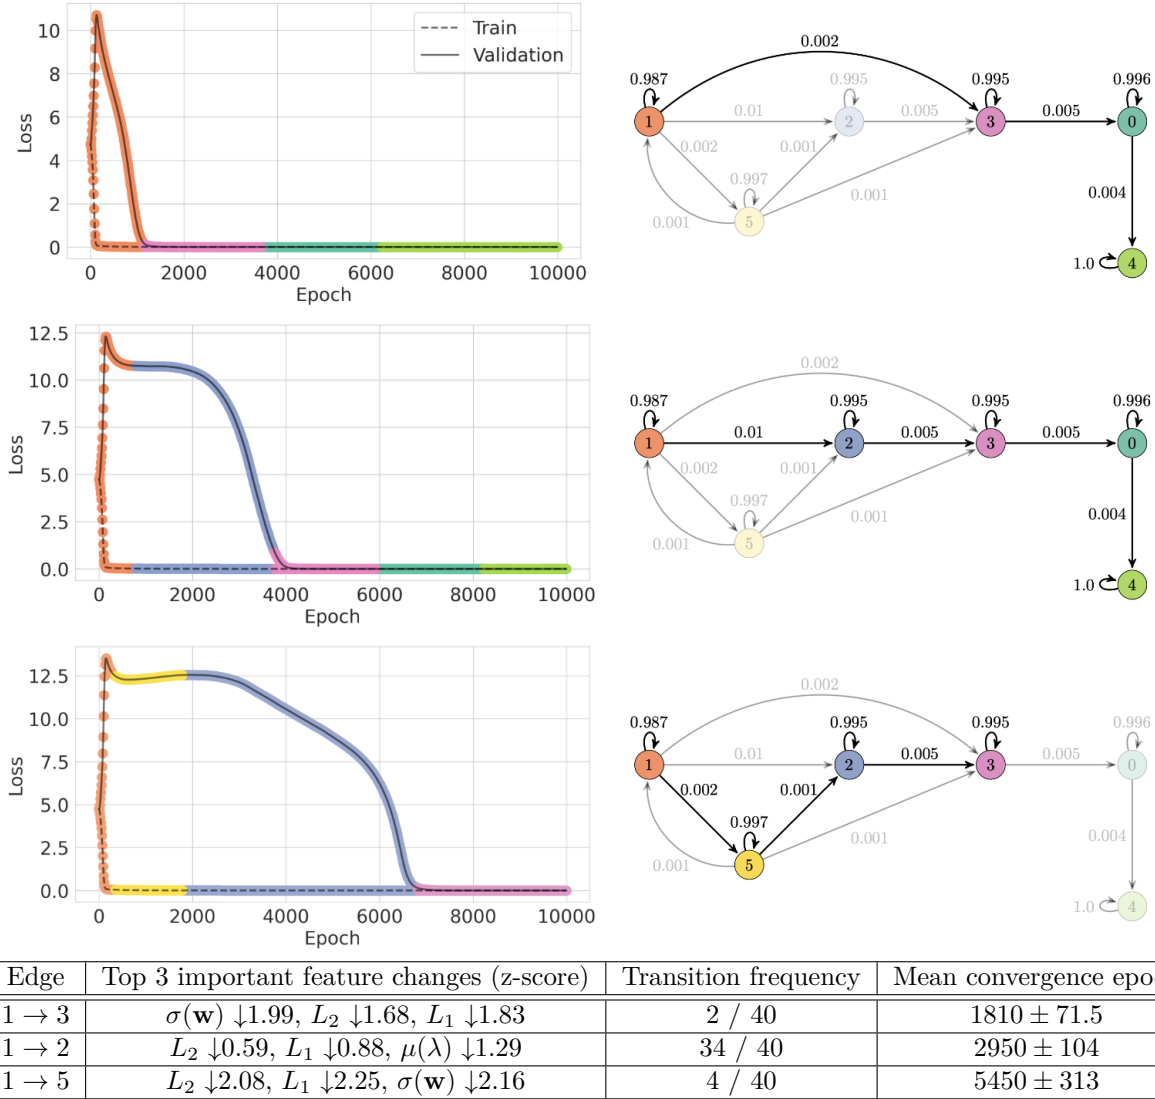 10
8
6
4
2
0
Loss
Train
Validation
0 2000 4000 6000 8000 10000
Epoch
0.002
0.987 0.995 0.995 0.996
1 0.01 2 0.005 3 0.005 0
0.002 0.001
0.997
5 0.001 0.001 0.004
1.0 4
12.5
10.0
7.5
5.0
2.5
0.0
Loss
0 2000 4000 6000 8000 10000
Epoch
0.002
0.987 0.995 0.995 0.996
1 0.01 2 0.005 3 0.005 0
0.002 0.001
0.997
5 0.001 0.001 0.004
1.0 4
12.5
10.0
7.5
5.0
2.5
0.0
Loss
0 2000 4000 6000 8000 10000
Epoch
0.002
0.987 0.995 0.995 0.996
1 0.01 2 0.005 3 0.005 0
0.002 0.001
0.997
5 0.001 0.001 0.004
1.0 4
Edge Top 3 important feature changes (z-score) Transition frequency Mean convergence epoc
1 → 3 σ(w) ↓1.99, L₂ ↓1.68, L₁ ↓1.83 2 / 40 1810 ± 71.5
1 → 2 L₂ ↓0.59, L₁ ↓0.88, μ(λ) ↓1.29 34 / 40 2950 ± 104
1 → 5 L₂ ↓2.08, L₁ ↓2.25, σ(w) ↓2.16 4 / 40 5450 ± 313